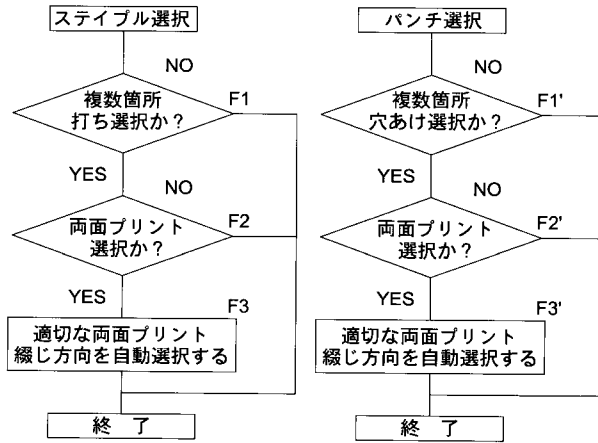 ステイプル選択
NO
複数箇所
打ち選択か？
F1
YES
NO
両面プリント
選択か？
F2
YES
F3
適切な両面プリント
綴じ方向を自動選択する
終 了
パンチ選択
NO
複数箇所
穴あけ選択か？
F1'
YES
NO
両面プリント
選択か？
F2'
YES
F3'
適切な両面プリント
綴じ方向を自動選択する
終 了